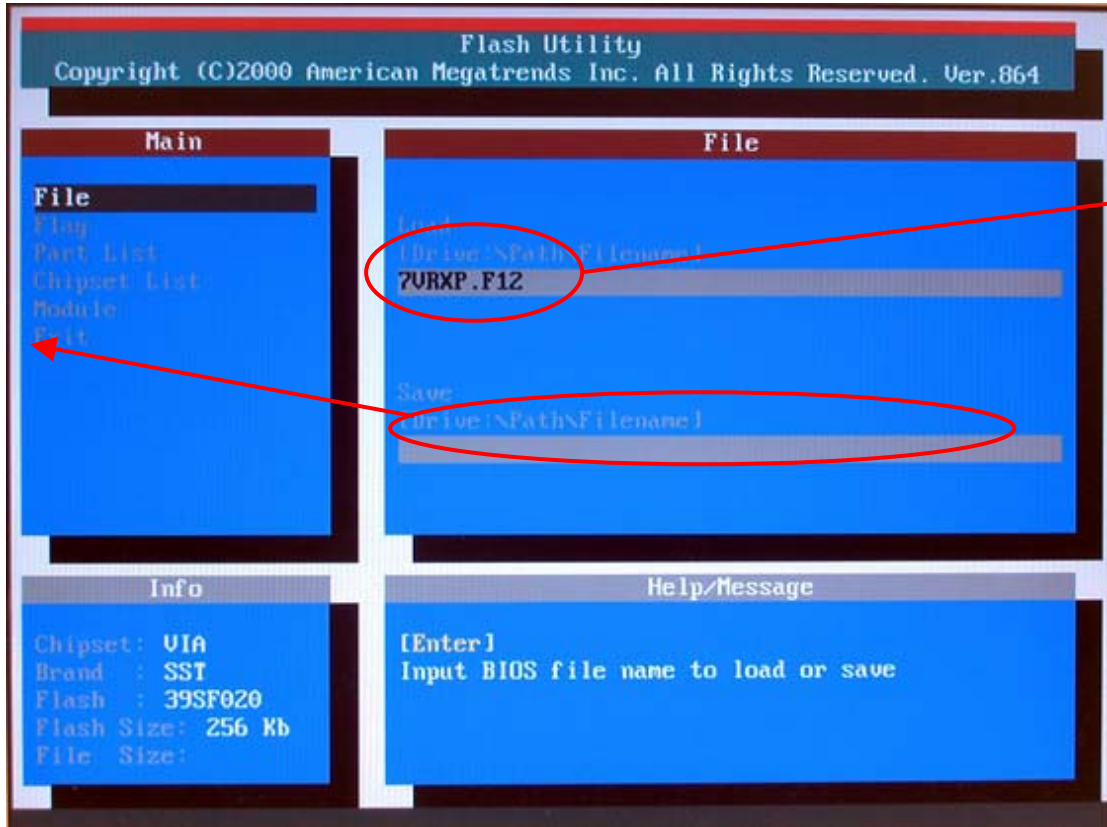 Flash Utility
Copyright (C)2000 American Megatrends Inc. All Rights Reserved. Ver.864
Main
File
Flag
Part List
Chipset List
Module
Exit
File
Load
[Drive:\Path\Filename]
7VRXP.F12
Save
[Drive:\Path\Filename]
Info
Chipset: VIA
Brand : SST
Flash : 39SF020
Flash Size: 256 Kb
File Size:
Help/Message
[Enter]
Input BIOS file name to load or save